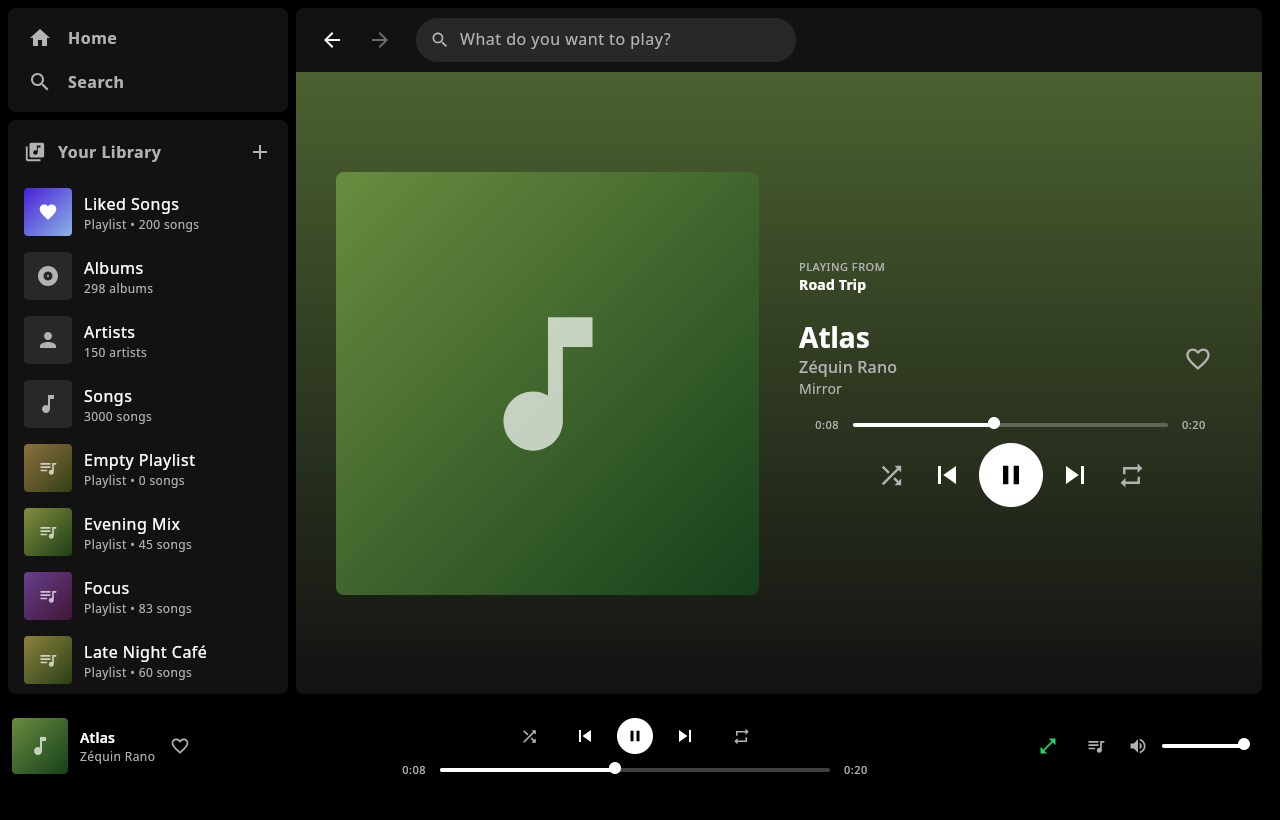 Home
Search
Your Library
Liked Songs
Playlist • 200 songs
Albums
298 albums
Artists
150 artists
Songs
3000 songs
Empty Playlist
Playlist • 0 songs
Evening Mix
Playlist • 45 songs
Focus
Playlist • 83 songs
Late Night Café
Playlist • 60 songs
What do you want to play?
PLAYING FROM
Road Trip
Atlas
Zéquin Rano
Mirror
0:08 0:20
Atlas
Zéquin Rano
0:08 0:20